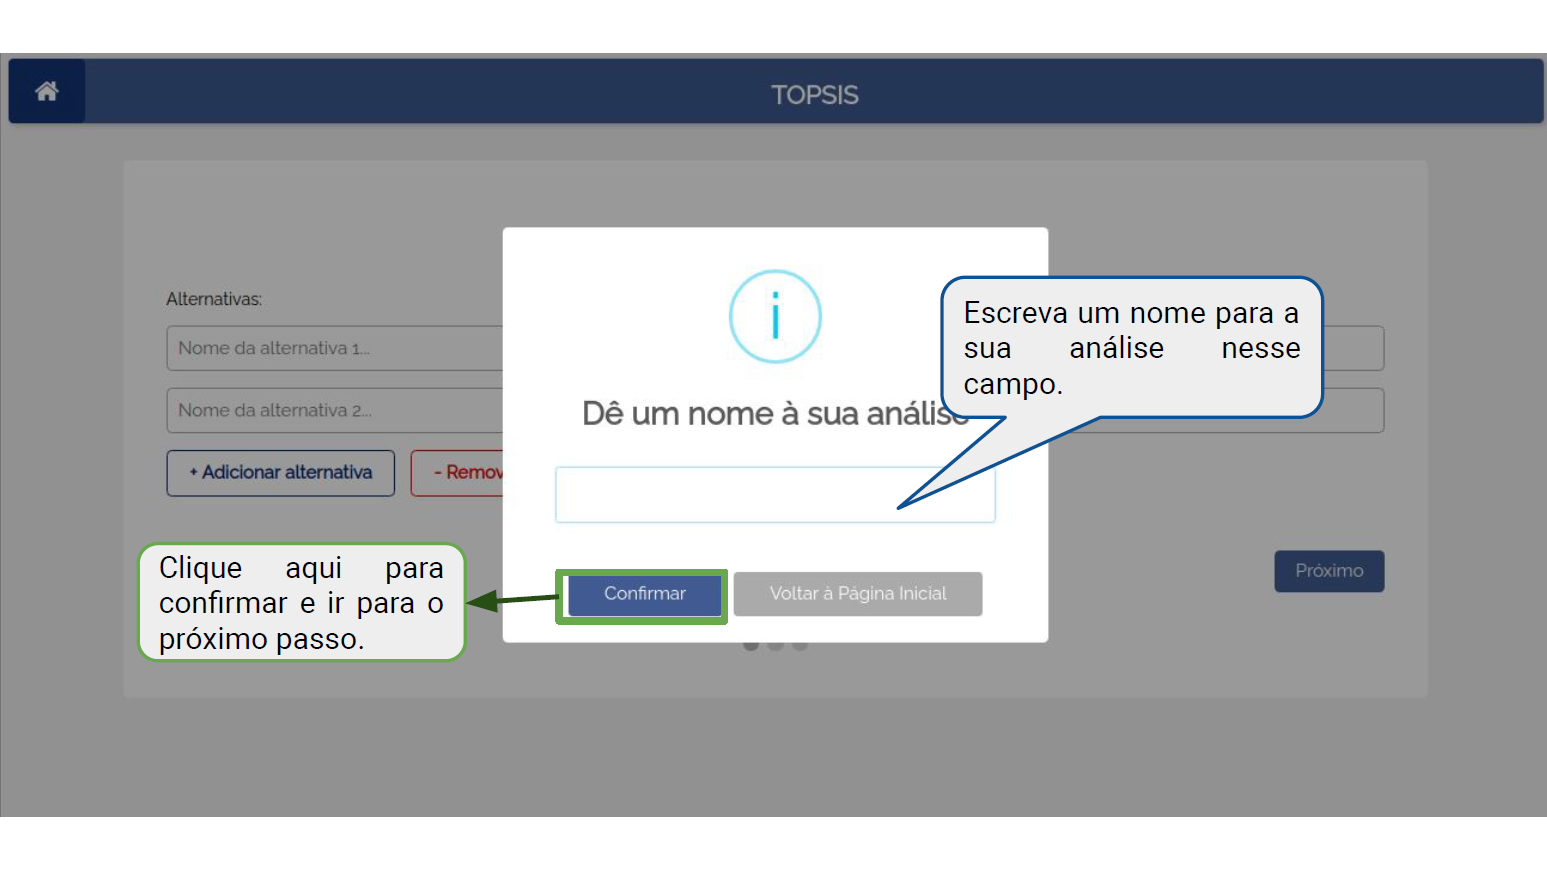 TOPSIS
Alternativas:
Nome da alternativa 1...
Nome da alternativa 2...
+ Adicionar alternativa
- Remov
Dê um nome à sua análise
Escreva um nome para a
sua análise nesse
campo.
Clique aqui para
confirmar e ir para o
próximo passo.
Confirmar
Voltar à Página Inicial
Próximo